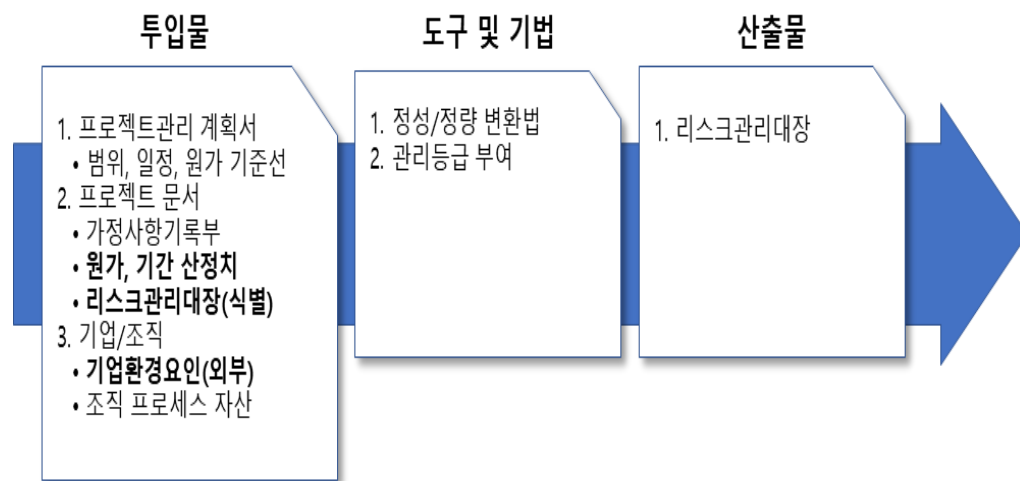 투입물
1. 프로젝트관리 계획서
• 범위, 일정, 원가 기준선
2. 프로젝트 문서
• 가정사항기록부
• 원가, 기간 산정치
• 리스크관리대장(식별)
3. 기업/조직
• 기업환경요인(외부)
• 조직 프로세스 자산
도구 및 기법
1. 정성/정량 변환법
2. 관리등급 부여
산출물
1. 리스크관리대장